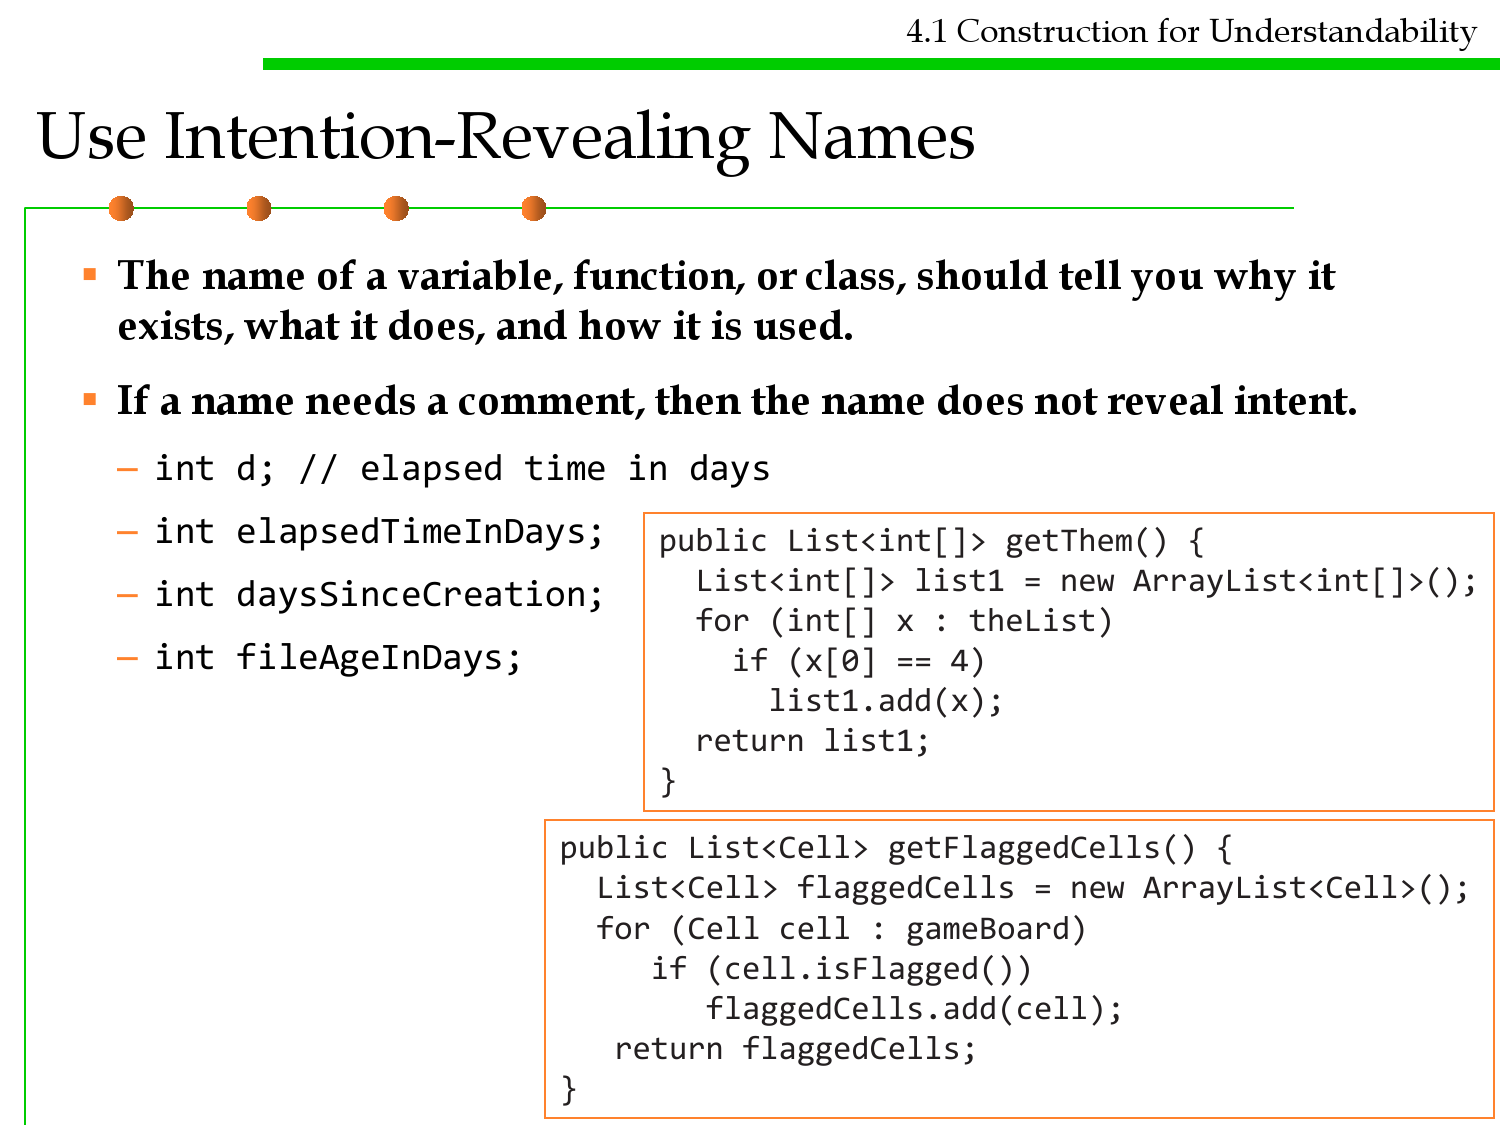 4.1 Construction for Understandability
Use Intention-Revealing Names
▪ The name of a variable, function, or class, should tell you why it
exists, what it does, and how it is used.
▪ If a name needs a comment, then the name does not reveal intent.
– int d; // elapsed time in days
– int elapsedTimeInDays;
– int daysSinceCreation;
– int fileAgeInDays;
public List<int[]> getThem() {
  List<int[]> list1 = new ArrayList<int[]>();
  for (int[] x : theList)
    if (x[0] == 4)
      list1.add(x);
  return list1;
}
public List<Cell> getFlaggedCells() {
  List<Cell> flaggedCells = new ArrayList<Cell>();
  for (Cell cell : gameBoard)
     if (cell.isFlagged())
        flaggedCells.add(cell);
   return flaggedCells;
}